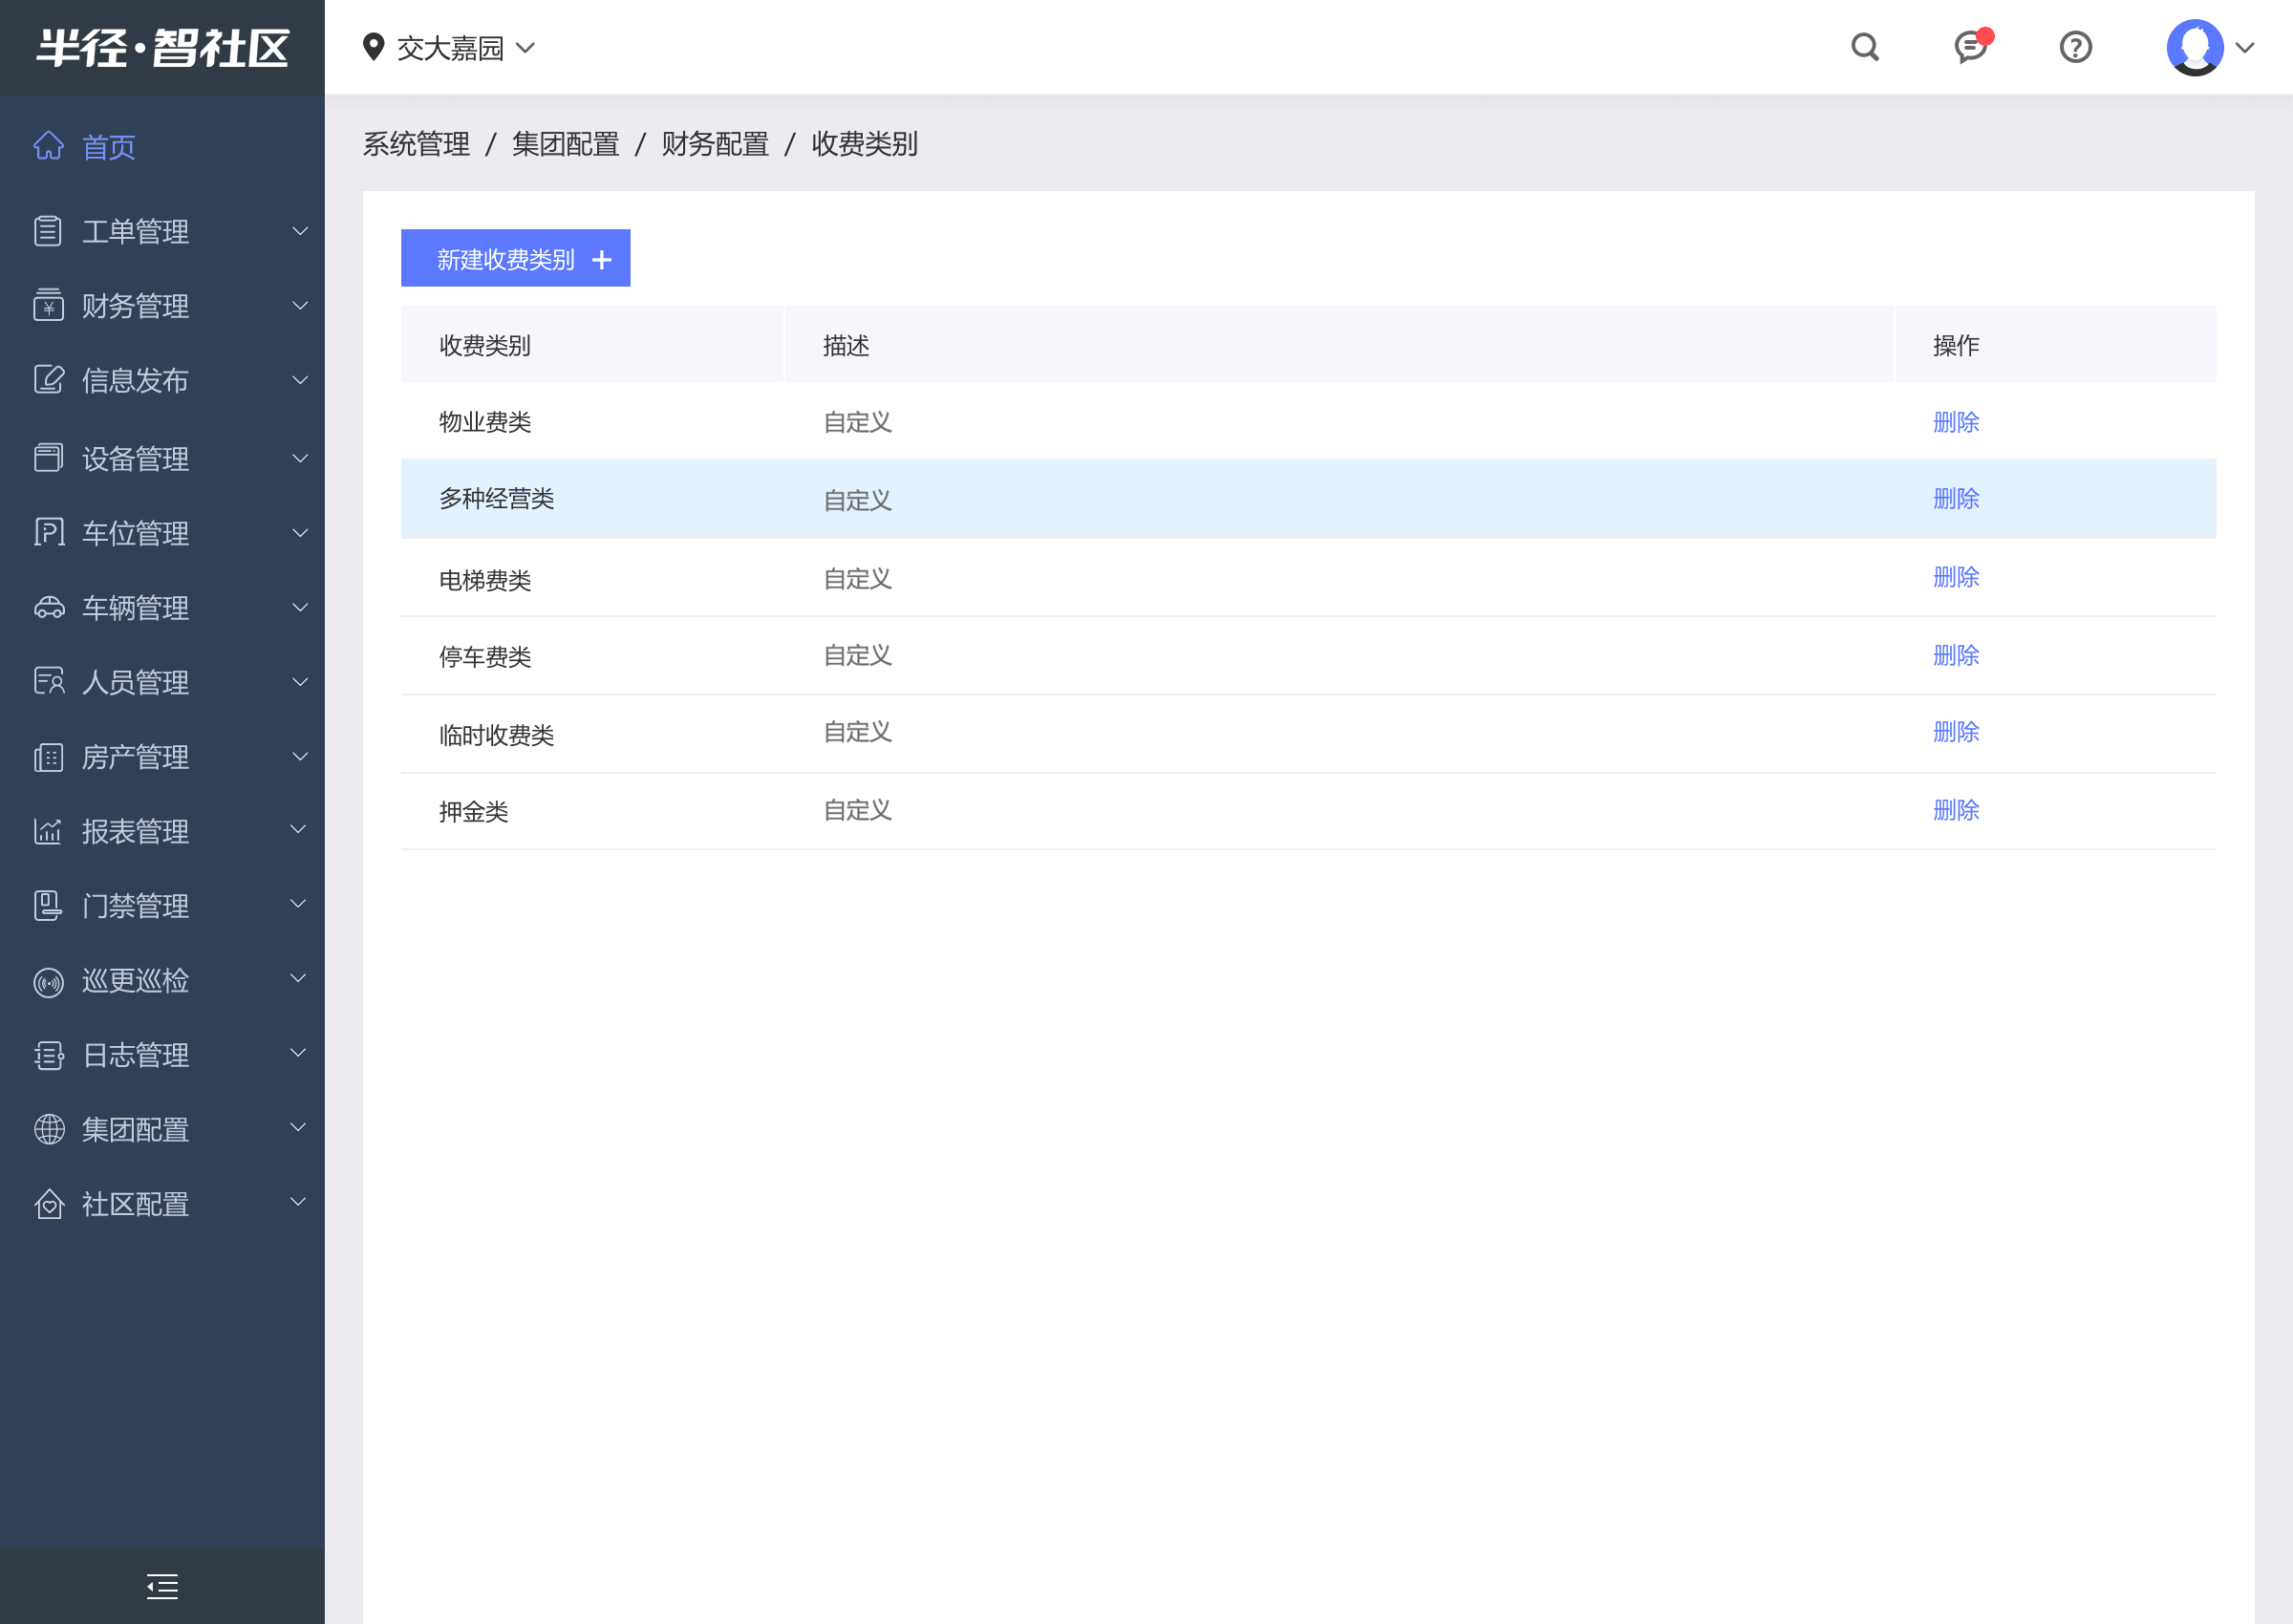 半径·智社区
交大嘉园
首页
工单管理
财务管理
信息发布
设备管理
车位管理
车辆管理
人员管理
房产管理
报表管理
门禁管理
巡更巡检
日志管理
集团配置
社区配置
系统管理 / 集团配置 / 财务配置 / 收费类别
新建收费类别 +
收费类别 描述 操作
物业费类 自定义 删除
多种经营类 自定义 删除
电梯费类 自定义 删除
停车费类 自定义 删除
临时收费类 自定义 删除
押金类 自定义 删除